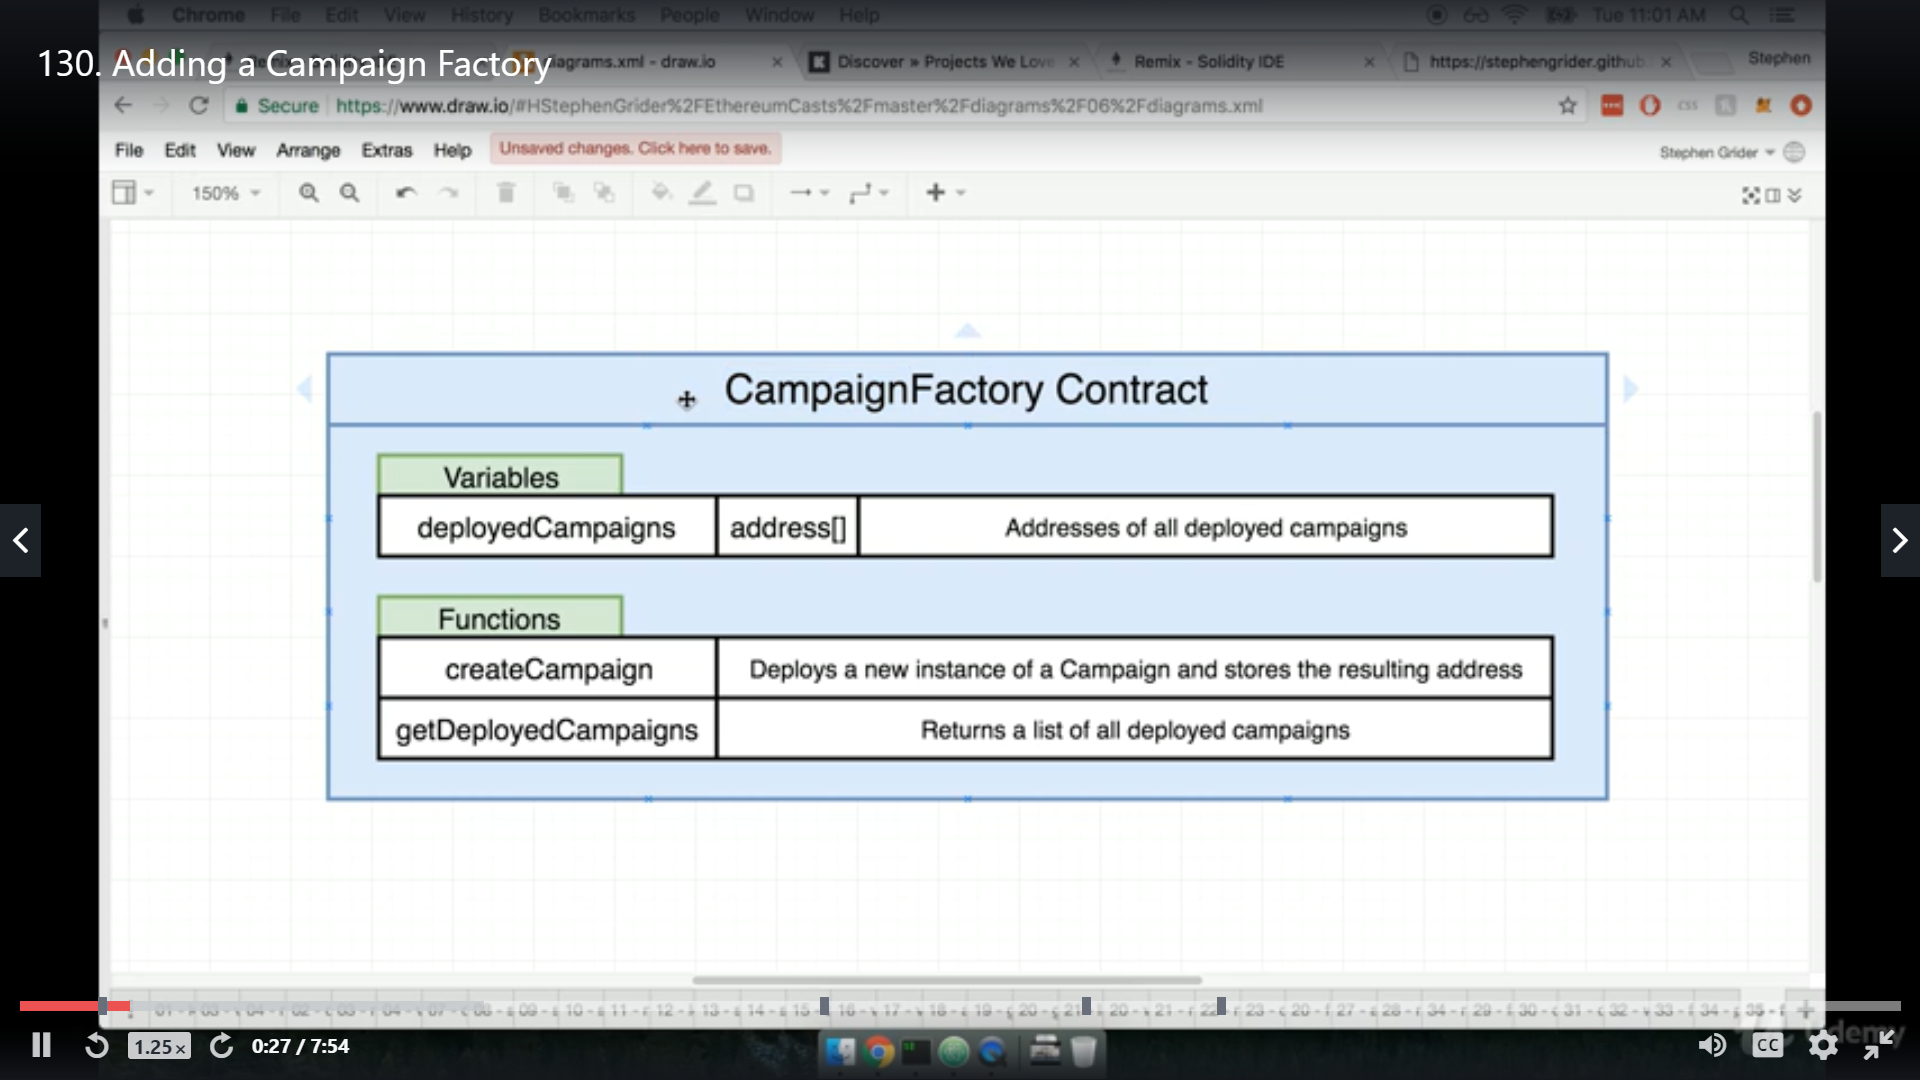 Chrome File Edit View History Bookmarks People Window Help Tue 11:01 AM
130. Adding a Campaign Factory
diagrams.xml - draw.io
Discover » Projects We Love
Remix - Solidity IDE
https://stephengrider.github
Stephen
Secure https://www.draw.io/#HStephenGrider%2FEthereumCasts%2Fmaster%2Fdiagrams%2F06%2Fdiagrams.xml
File Edit View Arrange Extras Help Unsaved changes. Click here to save. Stephen Grider
150%
CampaignFactory Contract
Variables
deployedCampaigns address[] Addresses of all deployed campaigns
Functions
createCampaign Deploys a new instance of a Campaign and stores the resulting address
getDeployedCampaigns Returns a list of all deployed campaigns
1.25x 0:27 / 7:54 CC